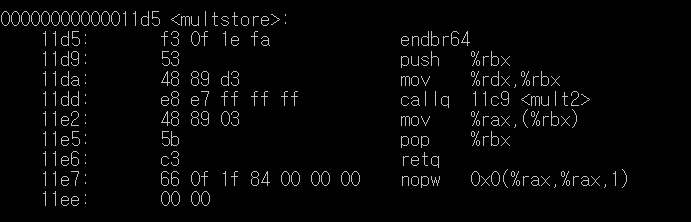 00000000000011d5 <multstore>:
11d5: f3 0f 1e fa endbr64
11d9: 53 push %rbx
11da: 48 89 d3 mov %rdx,%rbx
11dd: e8 e7 ff ff ff callq 11c9 <mult2>
11e2: 48 89 03 mov %rax,(%rbx)
11e5: 5b pop %rbx
11e6: c3 retq
11e7: 66 0f 1f 84 00 00 00 nopw 0x0(%rax,%rax,1)
11ee: 00 00